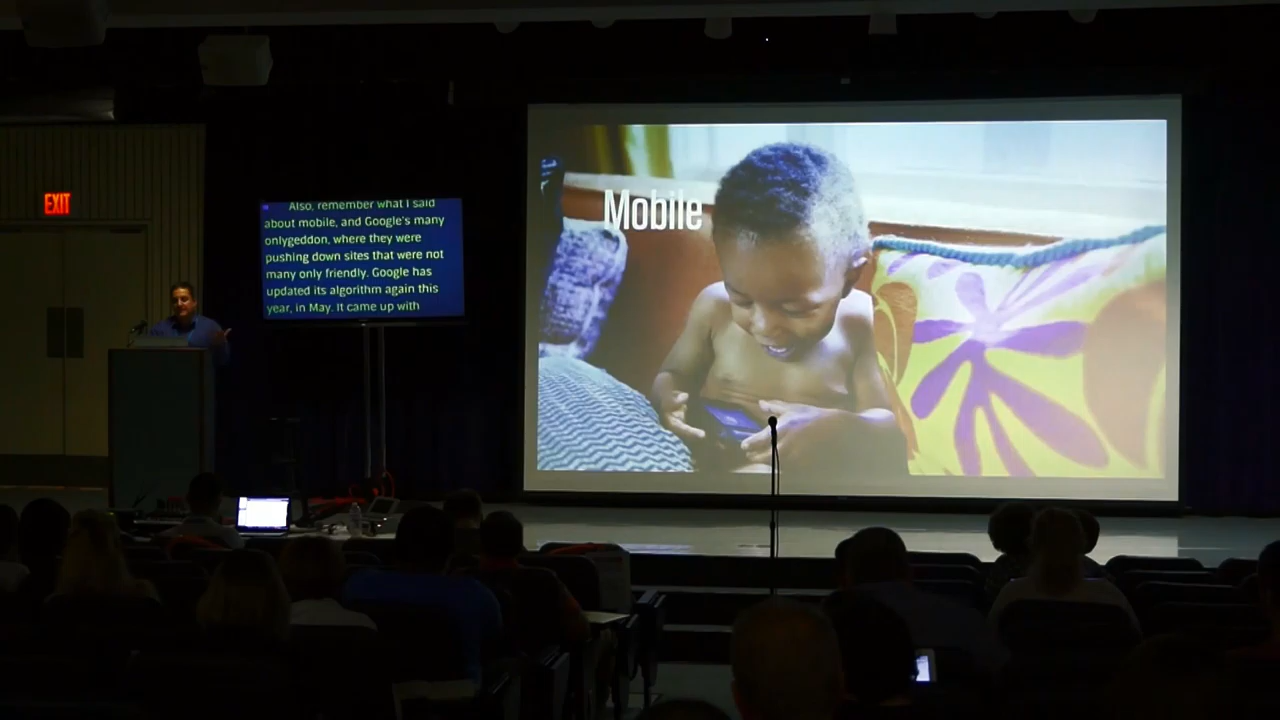 EXIT
Also, remember what I said
about mobile, and Google's many
onlygeddon, where they were
pushing down sites that were not
many only friendly. Google has
updated its algorithm again this
year, in May. It came up with
Mobile